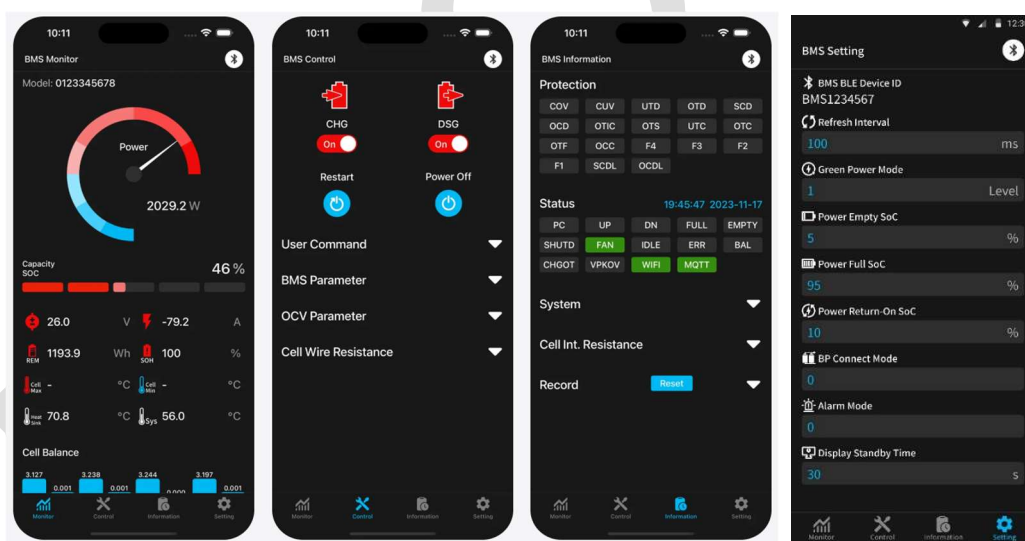 10:11
BMS Monitor
Model: 0123345678
Power
2029.2 W
Capacity
SOC
46 %
26.0 V -79.2 A
REM 1193.9 Wh SOH 100 %
Cell Max - °C Cell Min - °C
Heat Sink 70.8 °C Sys 56.0 °C
Cell Balance
3.127 3.238 3.244 3.197
0.001 0.001 0.000 0.001
Monitor Control Information Setting
10:11
BMS Control
CHG DSG
On On
Restart Power Off
User Command
BMS Parameter
OCV Parameter
Cell Wire Resistance
Monitor Control Information Setting
10:11
BMS Information
Protection
COV CUV UTD OTD SCD
OCD OTIC OTS UTC OTC
OTF OCC F4 F3 F2
F1 SCDL OCDL
Status 19:45:47 2023-11-17
PC UP DN FULL EMPTY
SHUTD FAN IDLE ERR BAL
CHGOT VPKOV WIFI MQTT
System
Cell Int. Resistance
Record Reset
Monitor Control Information Setting
BMS Setting
BMS BLE Device ID
BMS1234567
Refresh Interval
100 ms
Green Power Mode
1 Level
Power Empty SoC
5 %
Power Full SoC
95 %
Power Return-On SoC
10 %
BP Connect Mode
0
Alarm Mode
0
Display Standby Time
30 s
Monitor Control Information Setting